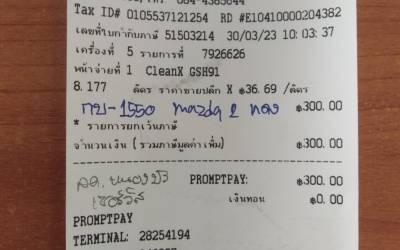 Tax ID# 0105537121254 RD #E10410000204382
เลขที่ใบกำกับภาษี 51503214 30/03/23 10:03:37
เครื่องที่ 5 รายการที่ 7926626
หน้าจ่ายที่ 1 CleanX GSH91
8.177 ลิตร ราคาขายปลีก X ฿36.69 /ลิตร
กข-1550 mazda 2 ทอง ฿300.00
* รายการยกเว้นภาษี
จำนวนเงิน (รวมภาษีมูลค่าเพิ่ม) ฿300.00
PROMPTPAY: ฿300.00
เงินทอน ฿0.00
PROMPTPAY
TERMINAL: 28254194